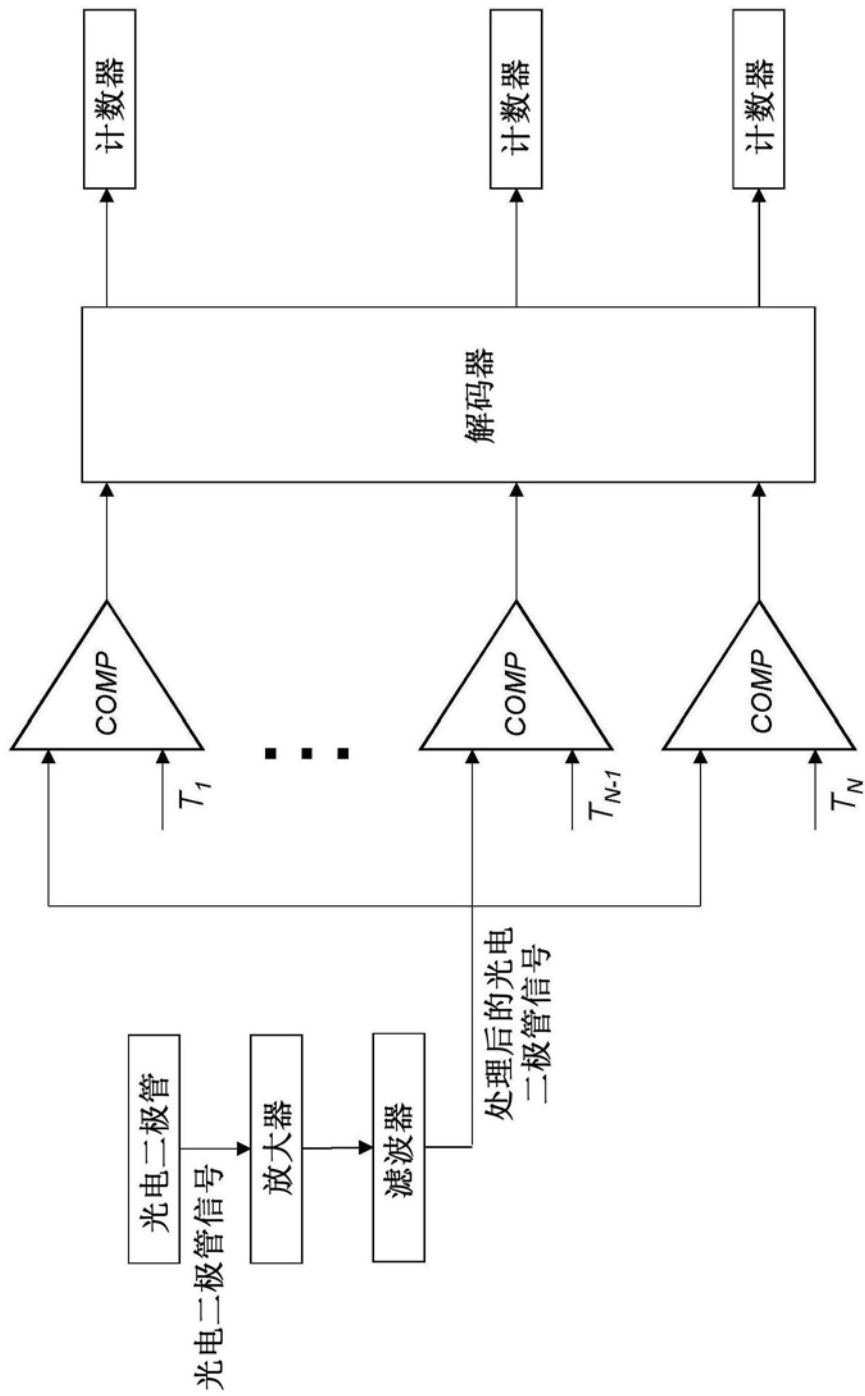 光电二极管
光电二极管信号
放大器
滤波器
处理后的光电
二极管信号
T1
COMP
TN-1
COMP
TN
COMP
解码器
计数器
计数器
计数器